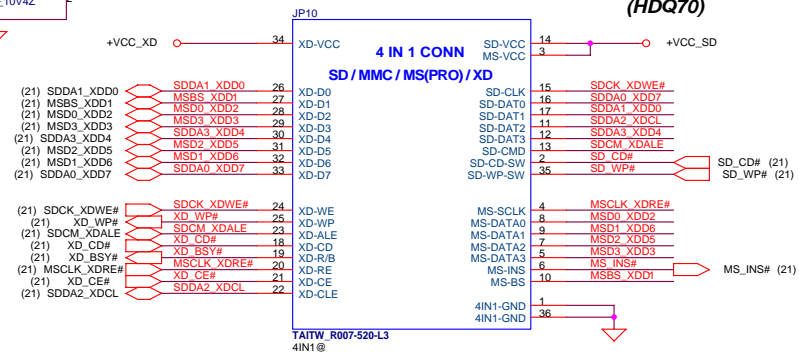 _10V4Z
2
(HDQ70)
JP10
+VCC_XD 34 XD-VCC 4 IN 1 CONN SD-VCC 14 +VCC_SD
MS-VCC 3
SD / MMC / MS(PRO) / XD
(21) SDDA1_XDD0 SDDA1_XDD0 26 XD-D0 SD-CLK 15 SDCK_XDWE#
(21) MSBS_XDD1 MSBS_XDD1 27 XD-D1 SD-DAT0 16 SDDA0_XDD7
(21) MSD0_XDD2 MSD0_XDD2 28 XD-D2 SD-DAT1 17 SDDA1_XDD0
(21) MSD3_XDD3 MSD3_XDD3 29 XD-D3 SD-DAT2 11 SDDA2_XDCL
(21) SDDA3_XDD4 SDDA3_XDD4 30 XD-D4 SD-DAT3 12 SDDA3_XDD4
(21) MSD2_XDD5 MSD2_XDD5 31 XD-D5 SD-CMD 13 SDCM_XDALE
(21) MSD1_XDD6 MSD1_XDD6 32 XD-D6 SD-CD-SW 2 SD_CD# SD_CD# (21)
(21) SDDA0_XDD7 SDDA0_XDD7 33 XD-D7 SD-WP-SW 35 SD_WP# SD_WP# (21)
(21) SDCK_XDWE# SDCK_XDWE# 24 XD-WE MS-SCLK 4 MSCLK_XDRE#
(21) XD_WP# XD_WP# 25 XD-WP MS-DATA0 8 MSD0_XDD2
(21) SDCM_XDALE SDCM_XDALE 23 XD-ALE MS-DATA1 9 MSD1_XDD6
(21) XD_CD# XD_CD# 18 XD-CD MS-DATA2 7 MSD2_XDD5
(21) XD_BSY# XD_BSY# 19 XD-R/B MS-DATA3 5 MSD3_XDD3
(21) MSCLK_XDRE# MSCLK_XDRE# 20 XD-RE MS-INS 6 MS_INS# MS_INS# (21)
(21) XD_CE# XD_CE# 21 XD-CE MS-BS 10 MSBS_XDD1
(21) SDDA2_XDCL SDDA2_XDCL 22 XD-CLE
4IN1-GND 1
4IN1-GND 36
TAITW_R007-520-L3
4IN1@